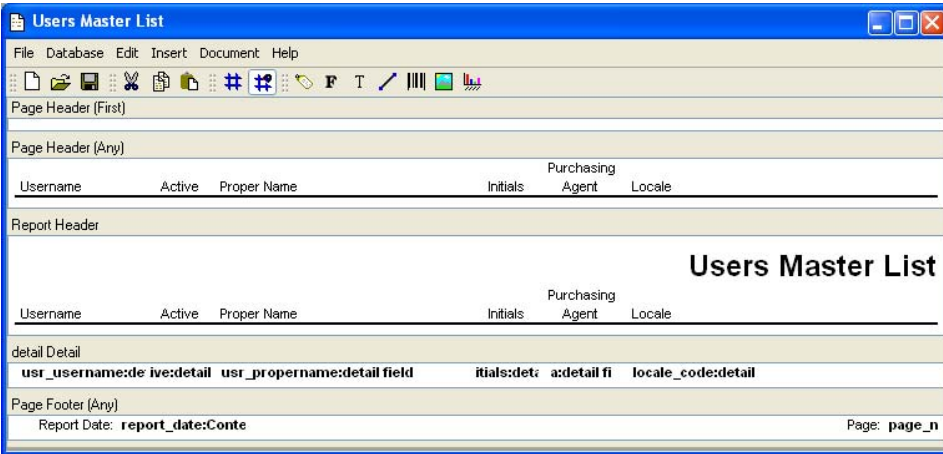 Users Master List
File Database Edit Insert Document Help
F T
Page Header (First)
Page Header (Any)
Purchasing
Username Active Proper Name Initials Agent Locale
Report Header
Users Master List
Purchasing
Username Active Proper Name Initials Agent Locale
detail Detail
usr_username:de ive:detail usr_propername:detail field itials:deta a:detail fi locale_code:detail
Page Footer (Any)
Report Date: report_date:Conte Page: page_n